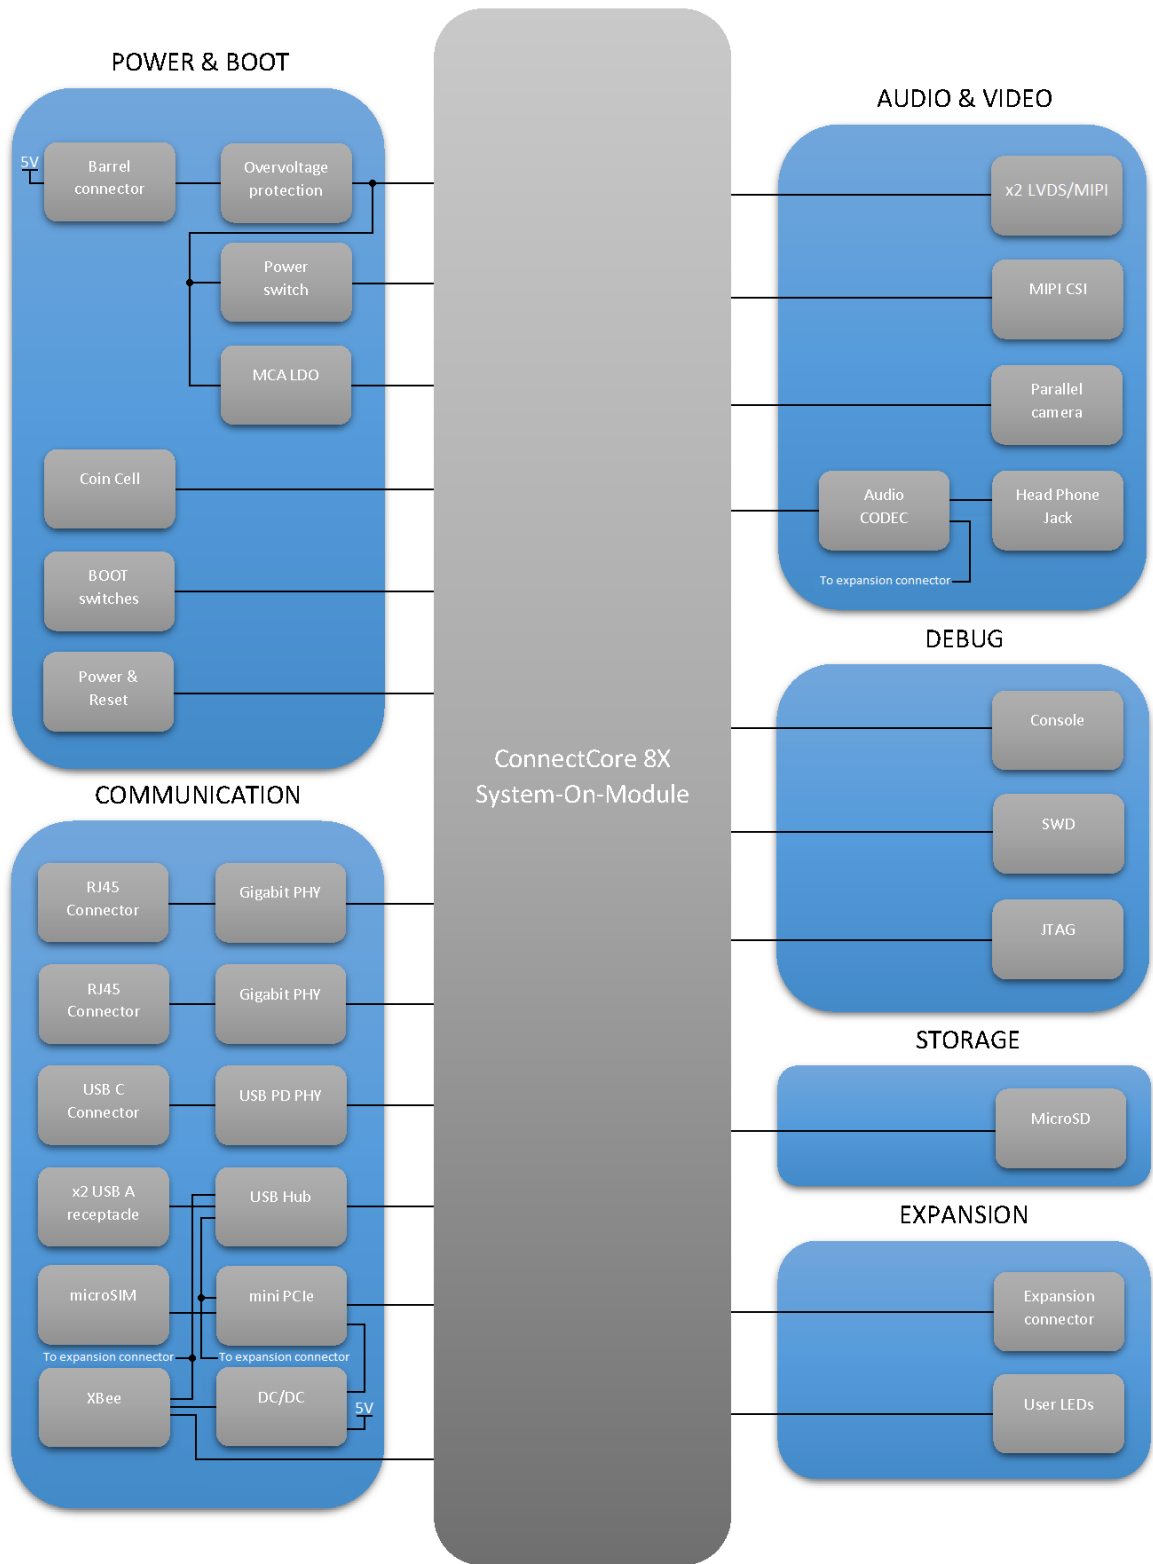 POWER & BOOT
5V
Barrel
connector
Overvoltage
protection
Power
switch
MCA LDO
Coin Cell
BOOT
switches
Power &
Reset
COMMUNICATION
RJ45
Connector
Gigabit PHY
RJ45
Connector
Gigabit PHY
USB C
Connector
USB PD PHY
x2 USB A
receptacle
USB Hub
microSIM
mini PCIe
To expansion connector
To expansion connector
XBee
DC/DC
5V
ConnectCore 8X
System-On-Module
AUDIO & VIDEO
x2 LVDS/MIPI
MIPI CSI
Parallel
camera
Audio
CODEC
Head Phone
Jack
To expansion connector
DEBUG
Console
SWD
JTAG
STORAGE
MicroSD
EXPANSION
Expansion
connector
User LEDs